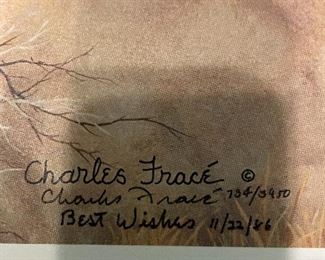 Charles Fracé ©
Charles Fracé 734/3950
Best Wishes 11/22/86